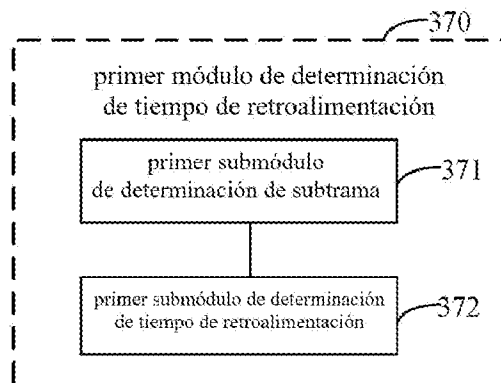 370
primer módulo de determinación
de tiempo de retroalimentación
primer submódulo
de determinación de subtrama
371
primer submódulo de determinación
de tiempo de retroalimentación
372